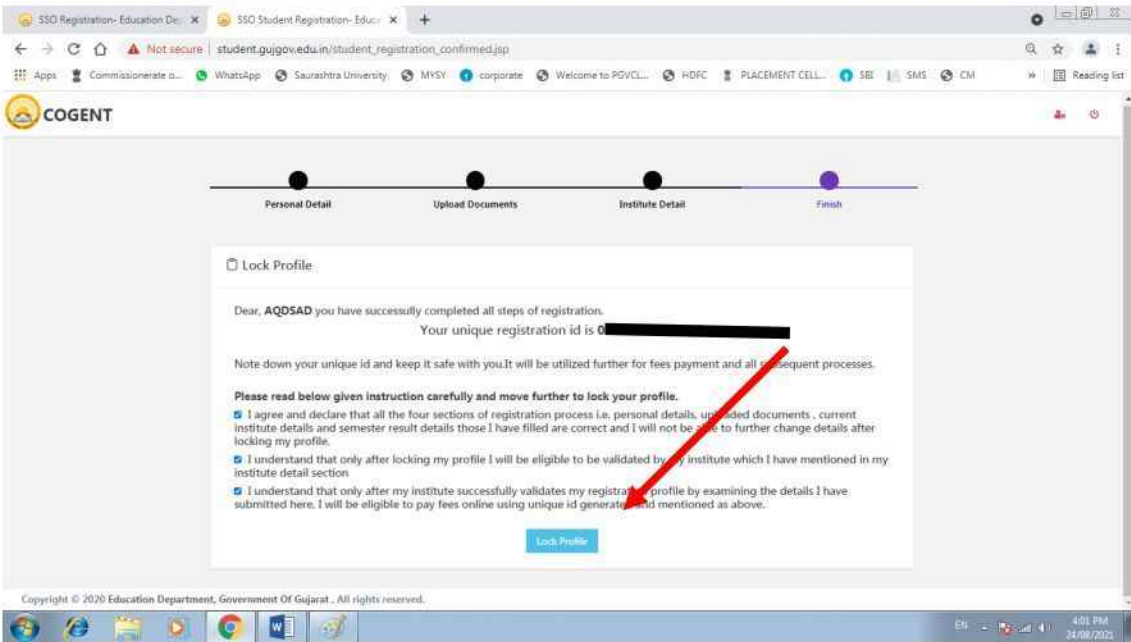 SSO Registration- Education De
SSO Student Registration- Educ
Not secure
student.gujgov.edu.in/student_registration_confirmed.jsp
Apps
Commissionerate o...
WhatsApp
Saurashtra University
MYSY
corporate
Welcome to PGVCL...
HDFC
PLACEMENT CELL...
SBI
SMS
CM
»
Reading list
COGENT
Personal Detail
Upload Documents
Institute Detail
Finish
Lock Profile
Dear, AQDSAD you have successully completed all steps of registration.
Your unique registration id is 0
Note down your unique id and keep it safe with you.It will be utilized further for fees payment and all subsequent processes.
Please read below given instruction carefully and move further to lock your profile.
I agree and declare that all the four sections of registration process i.e. personal details, uploaded documents , current
institute details and semester result details those I have filled are correct and I will not be able to further change details after
locking my profile.
I understand that only after locking my profile I will be eligible to be validated by my institute which I have mentioned in my
institute detail section
I understand that only after my institute successfully validates my registration profile by examining the details I have
submitted here, I will be eligible to pay fees online using unique id generated and mentioned as above.
Lock Profile
Copyright © 2020 Education Department, Government Of Gujarat . All rights reserved.
EN
4:01 PM
24/08/2021